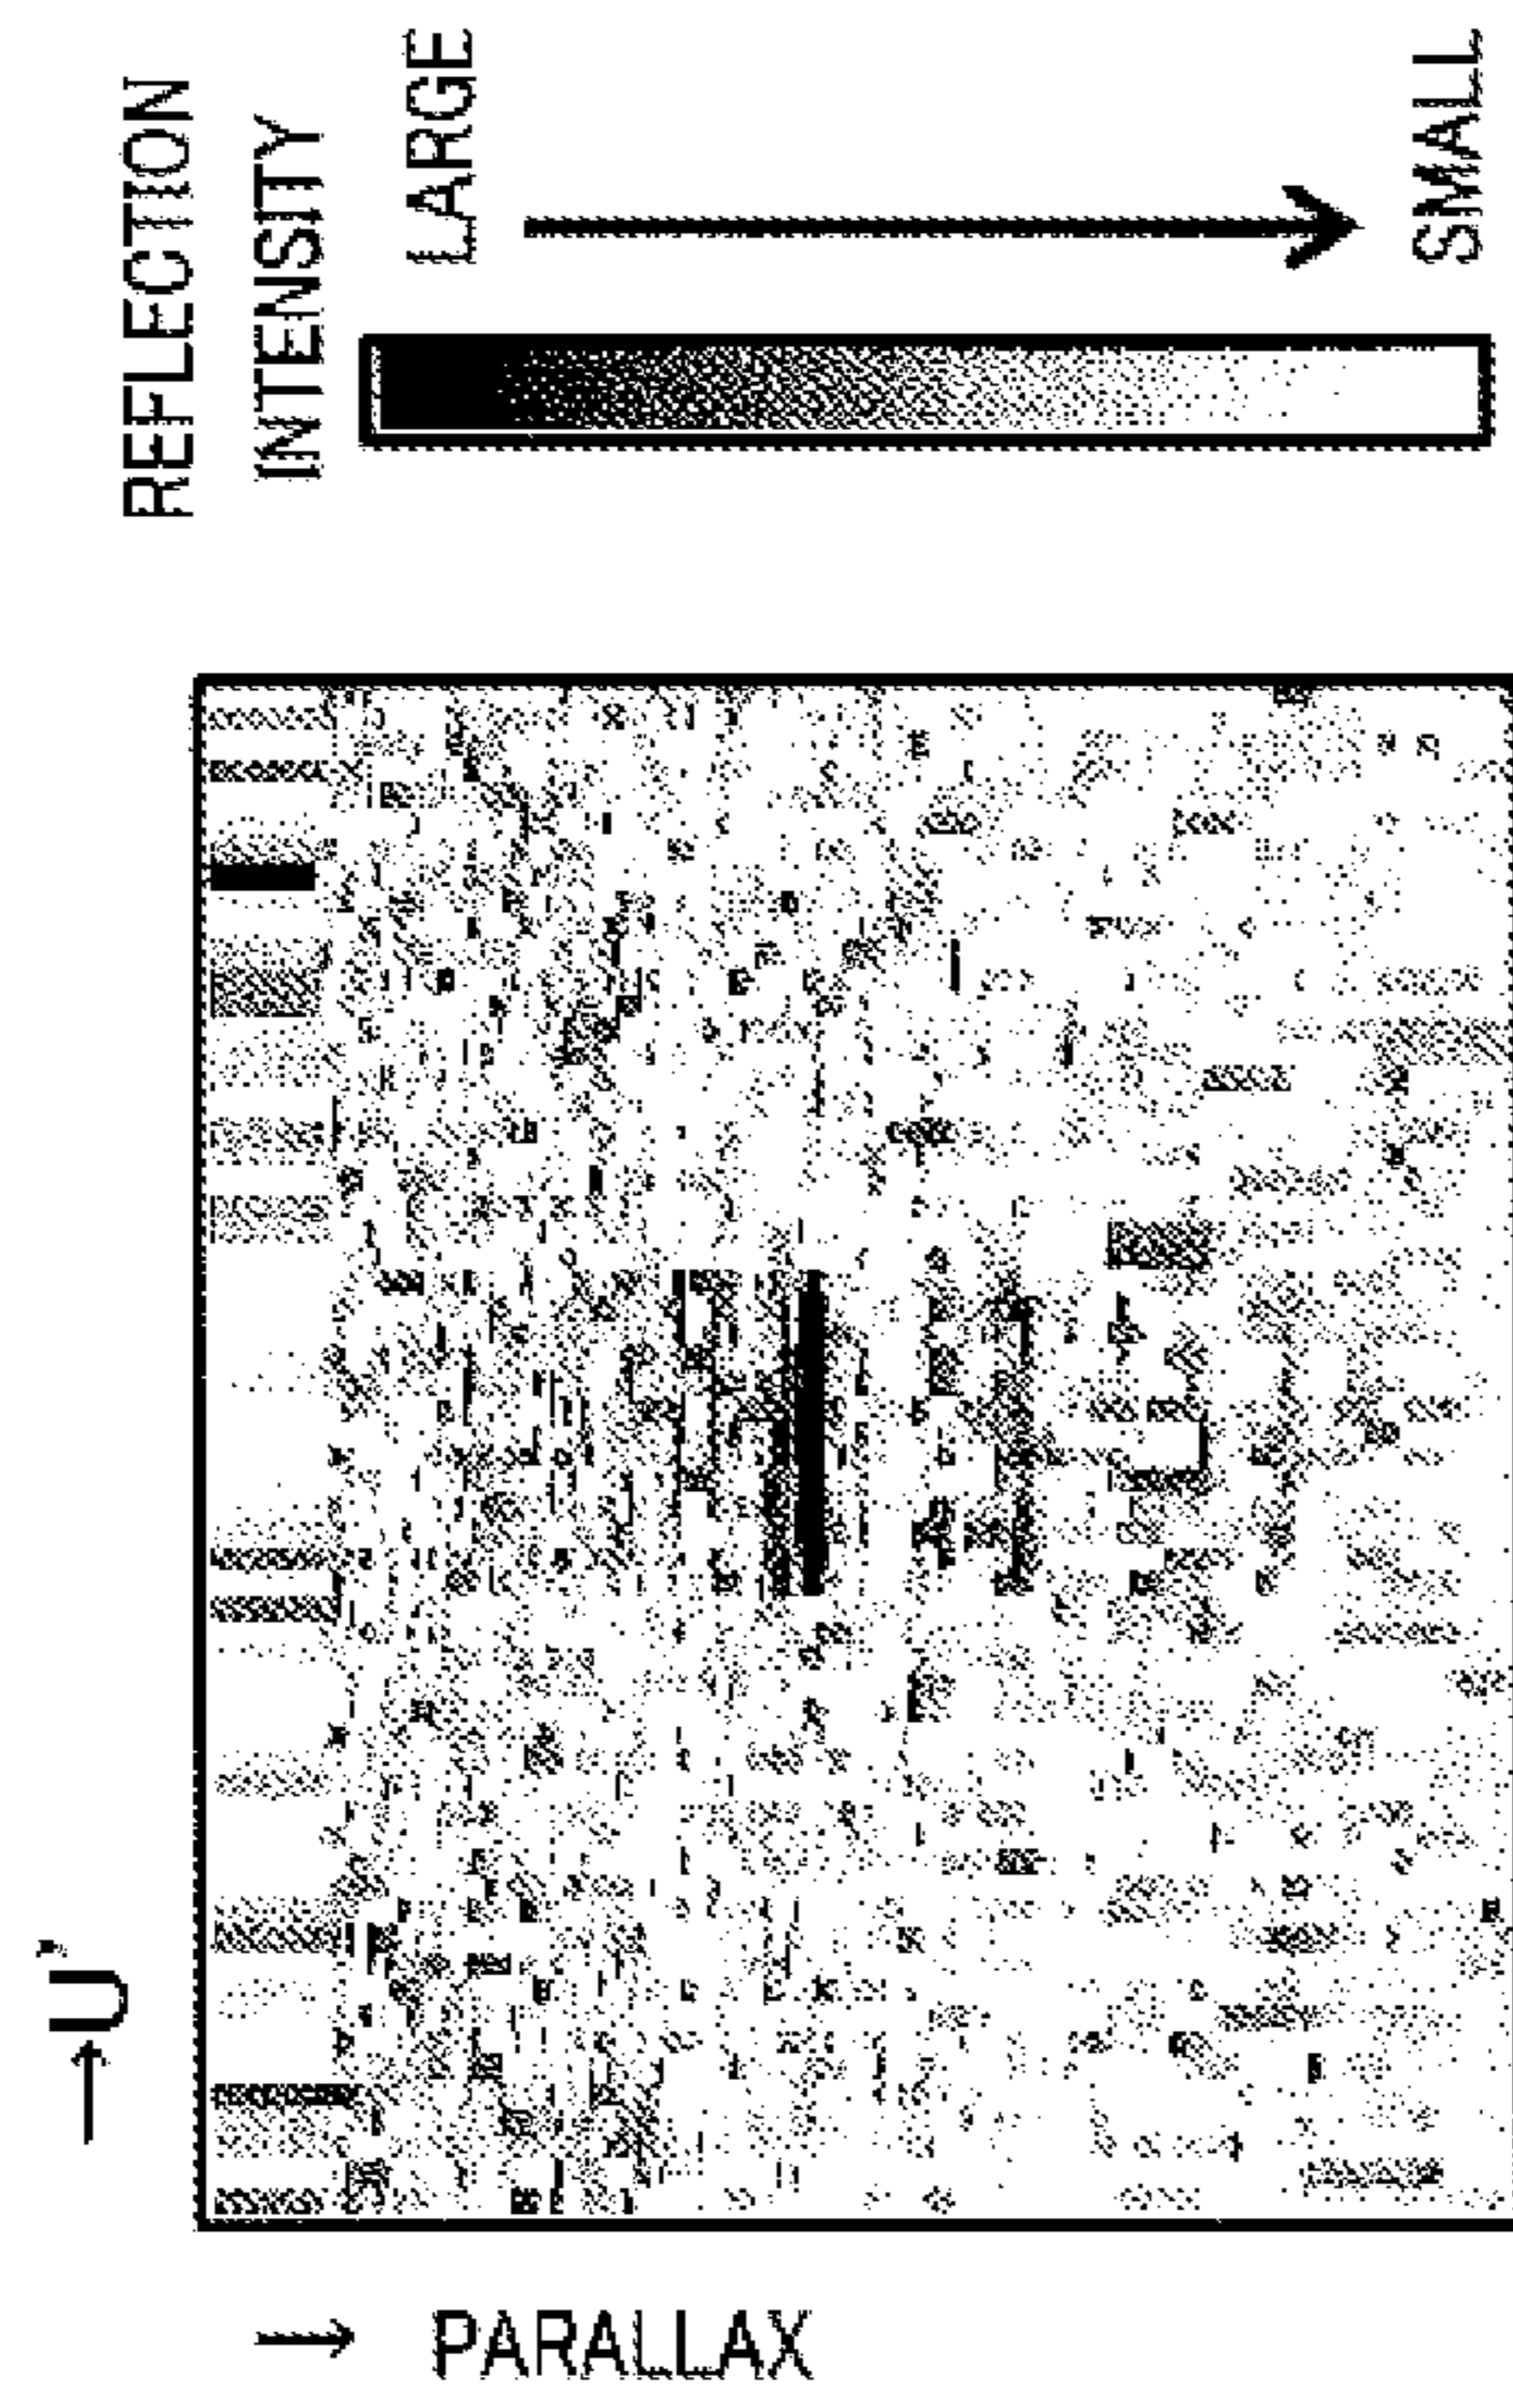 REFLECTION
INTENSITY
LARGE
SMALL
→ U'
→ PARALLAX